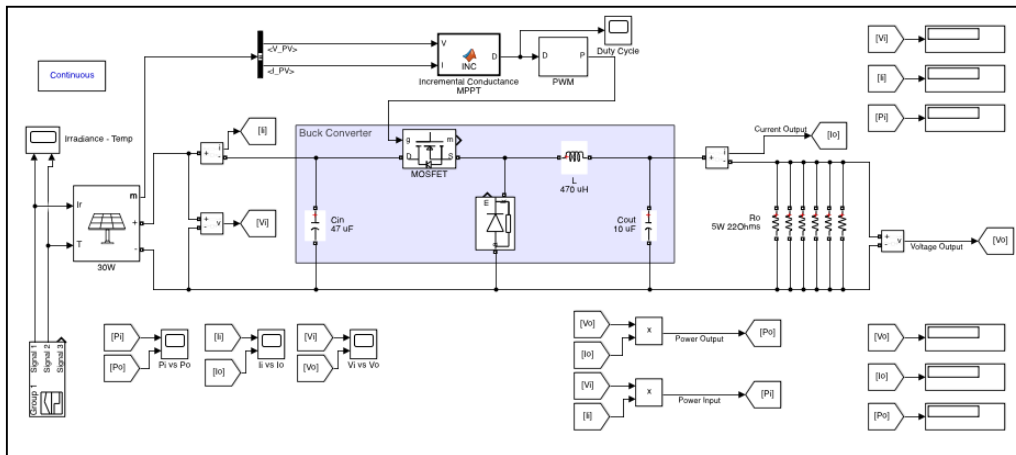 Continuous
<V_PV>
<I_PV>
V
I
D
INC
Incremental Conductance
MPPT
D
P
PWM
Duty Cycle
[Vi]
[Ii]
[Pi]
Irradiance - Temp
[Ii]
[Vi]
Ir
T
m
+
-
30W
+
-
i
+
-
v
Buck Converter
g
m
D
S
MOSFET
Cin
47 uF
E
L
470 uH
Cout
10 uF
+
-
i
Current Output
[Io]
Ro
5W 22Ohms
+
-
v
Voltage Output
[Vo]
Signal 1
Signal 2
Signal 3
Group 1
[Pi]
[Po]
Pi vs Po
[Ii]
[Io]
Ii vs Io
[Vi]
[Vo]
Vi vs Vo
[Vo]
[Io]
x
Power Output
[Po]
[Vi]
[Ii]
x
Power Input
[Pi]
[Vo]
[Io]
[Po]